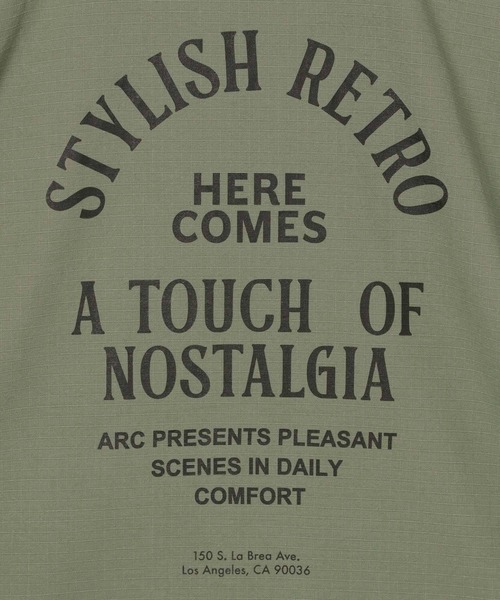 STYLISH RETRO
HERE
COMES
A TOUCH OF
NOSTALGIA
ARC PRESENTS PLEASANT
SCENES IN DAILY
COMFORT
150 S. La Brea Ave.
Los Angeles, CA 90036